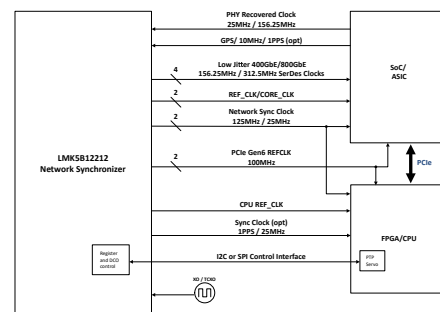 PHY Recovered Clock
25MHz / 156.25MHz
GPS/ 10MHz/ 1PPS (opt)
4
Low Jitter 400GbE/800GbE
156.25MHz / 312.5MHz SerDes Clocks
SoC/
ASIC
2
REF_CLK/CORE_CLK
2
Network Sync Clock
125MHz / 25MHz
LMK5B12212
Network Synchronizer
2
PCIe Gen6 REFCLK
100MHz
PCIe
CPU REF_CLK
Sync Clock (opt)
1PPS / 25MHz
FPGA/CPU
Register
and DCO
control
I2C or SPI Control Interface
PTP
Servo
XO / TCXO